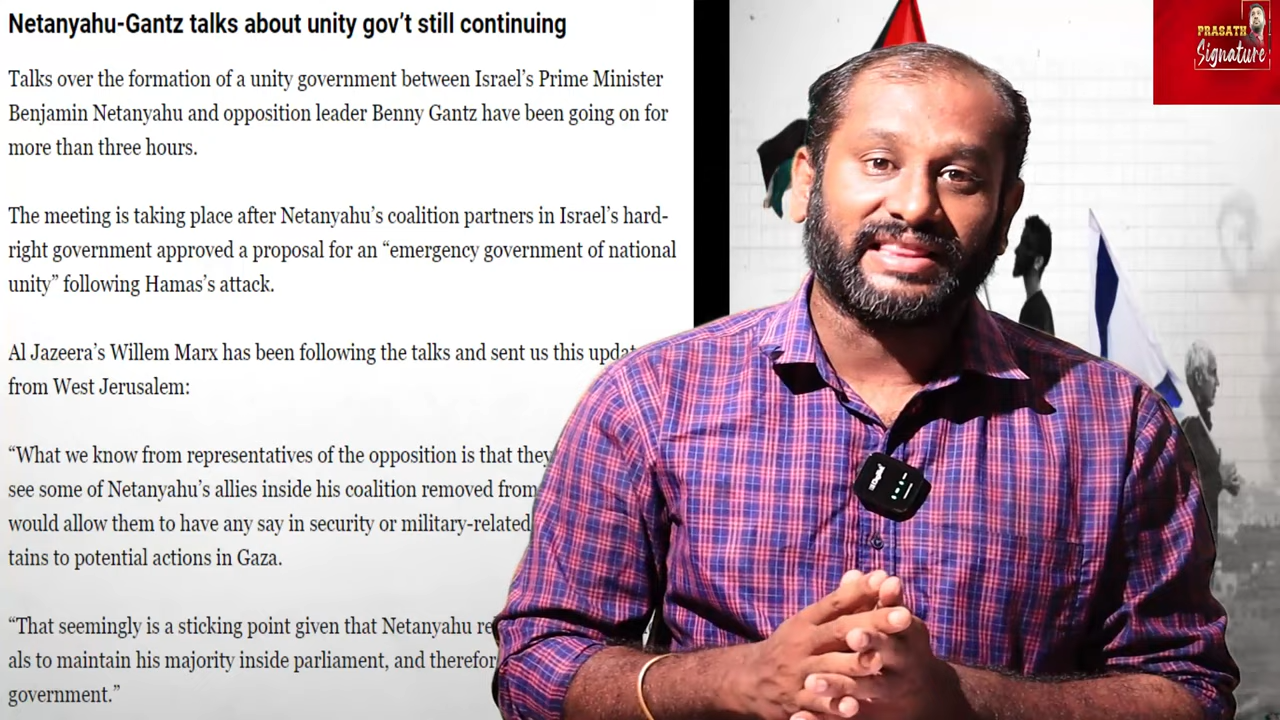 Netanyahu-Gantz talks about unity gov’t still continuing
Talks over the formation of a unity government between Israel’s Prime Minister
Benjamin Netanyahu and opposition leader Benny Gantz have been going on for
more than three hours.
The meeting is taking place after Netanyahu’s coalition partners in Israel’s hard-
right government approved a proposal for an “emergency government of national
unity” following Hamas’s attack.
Al Jazeera’s Willem Marx has been following the talks and sent us this updat
from West Jerusalem:
“What we know from representatives of the opposition is that they
see some of Netanyahu’s allies inside his coalition removed from
would allow them to have any say in security or military-related
tains to potential actions in Gaza.
“That seemingly is a sticking point given that Netanyahu re
als to maintain his majority inside parliament, and therefor
government.”
PRASATH
Signature